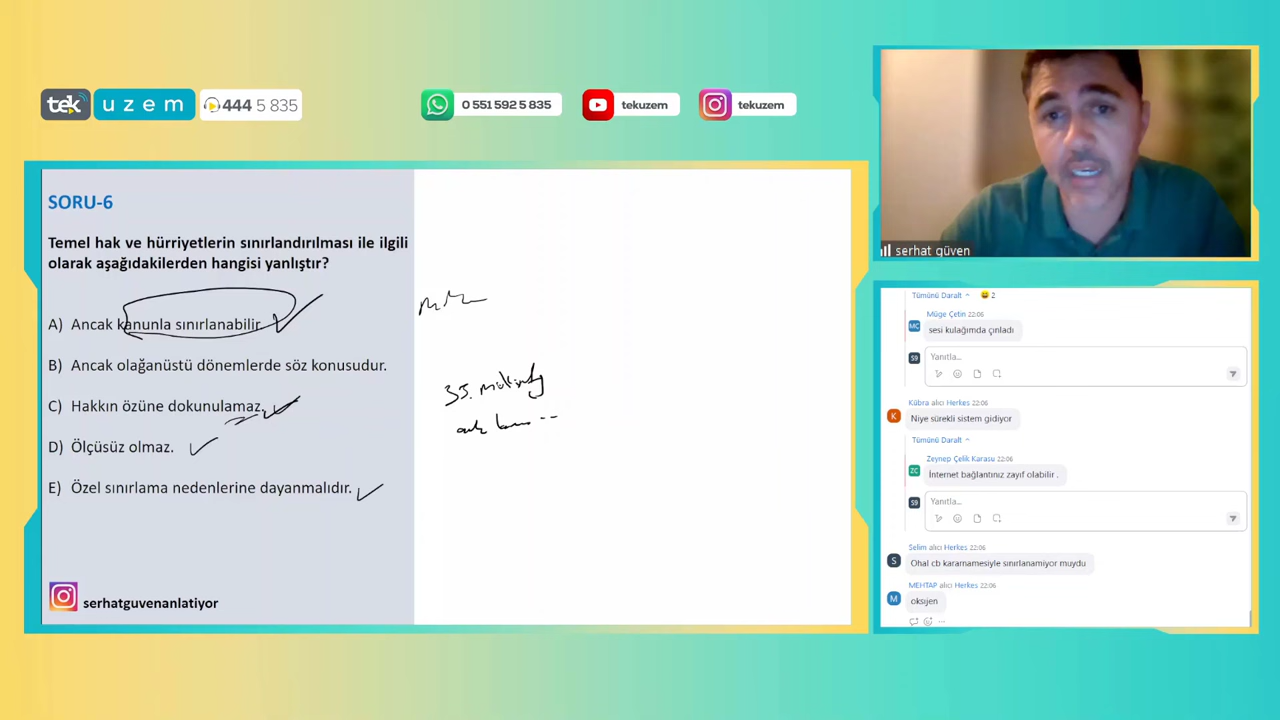 tek uzem 444 5 835
0 551 592 5 835
tekuzem
tekuzem
SORU-6
Temel hak ve hürriyetlerin sınırlandırılması ile ilgili
olarak aşağıdakilerden hangisi yanlıştır?
A) Ancak kanunla sınırlanabilir.
B) Ancak olağanüstü dönemlerde söz konusudur.
C) Hakkın özüne dokunulamaz.
D) Ölçüsüz olmaz.
E) Özel sınırlama nedenlerine dayanmalıdır.
serhatguvenanlatiyor
serhat güven
Tümünü Daralt ^ 2
Müge Çetin 22:06
MC sesi kulağımda çınladı
S9 Yanıtla...
Kübra alıcı Herkes 22:06
K Niye sürekli sistem gidiyor
Tümünü Daralt ^
Zeynep Çelik Karasu 22:06
ZC İnternet bağlantınız zayıf olabilir .
S9 Yanıtla...
Selim alıcı Herkes 22:06
S Ohal cb kararnamesiyle sınırlanamiyor muydu
MEHTAP alıcı Herkes 22:06
M oksijen